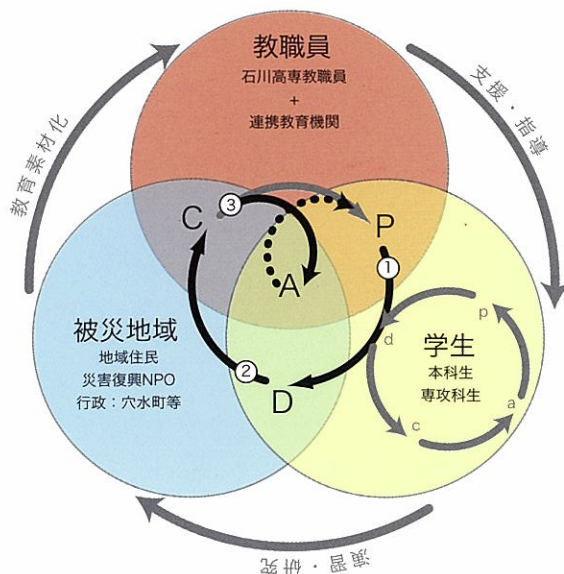 教職員
石川高専教職員
+
連携教育機関
教育素材化
支援・指導
C
③
P
①
A
被災地域
地域住民
災害復興NPO
行政：穴水町等
②
D
学生
本科生
専攻科生
p
d
c
a
演習・研究